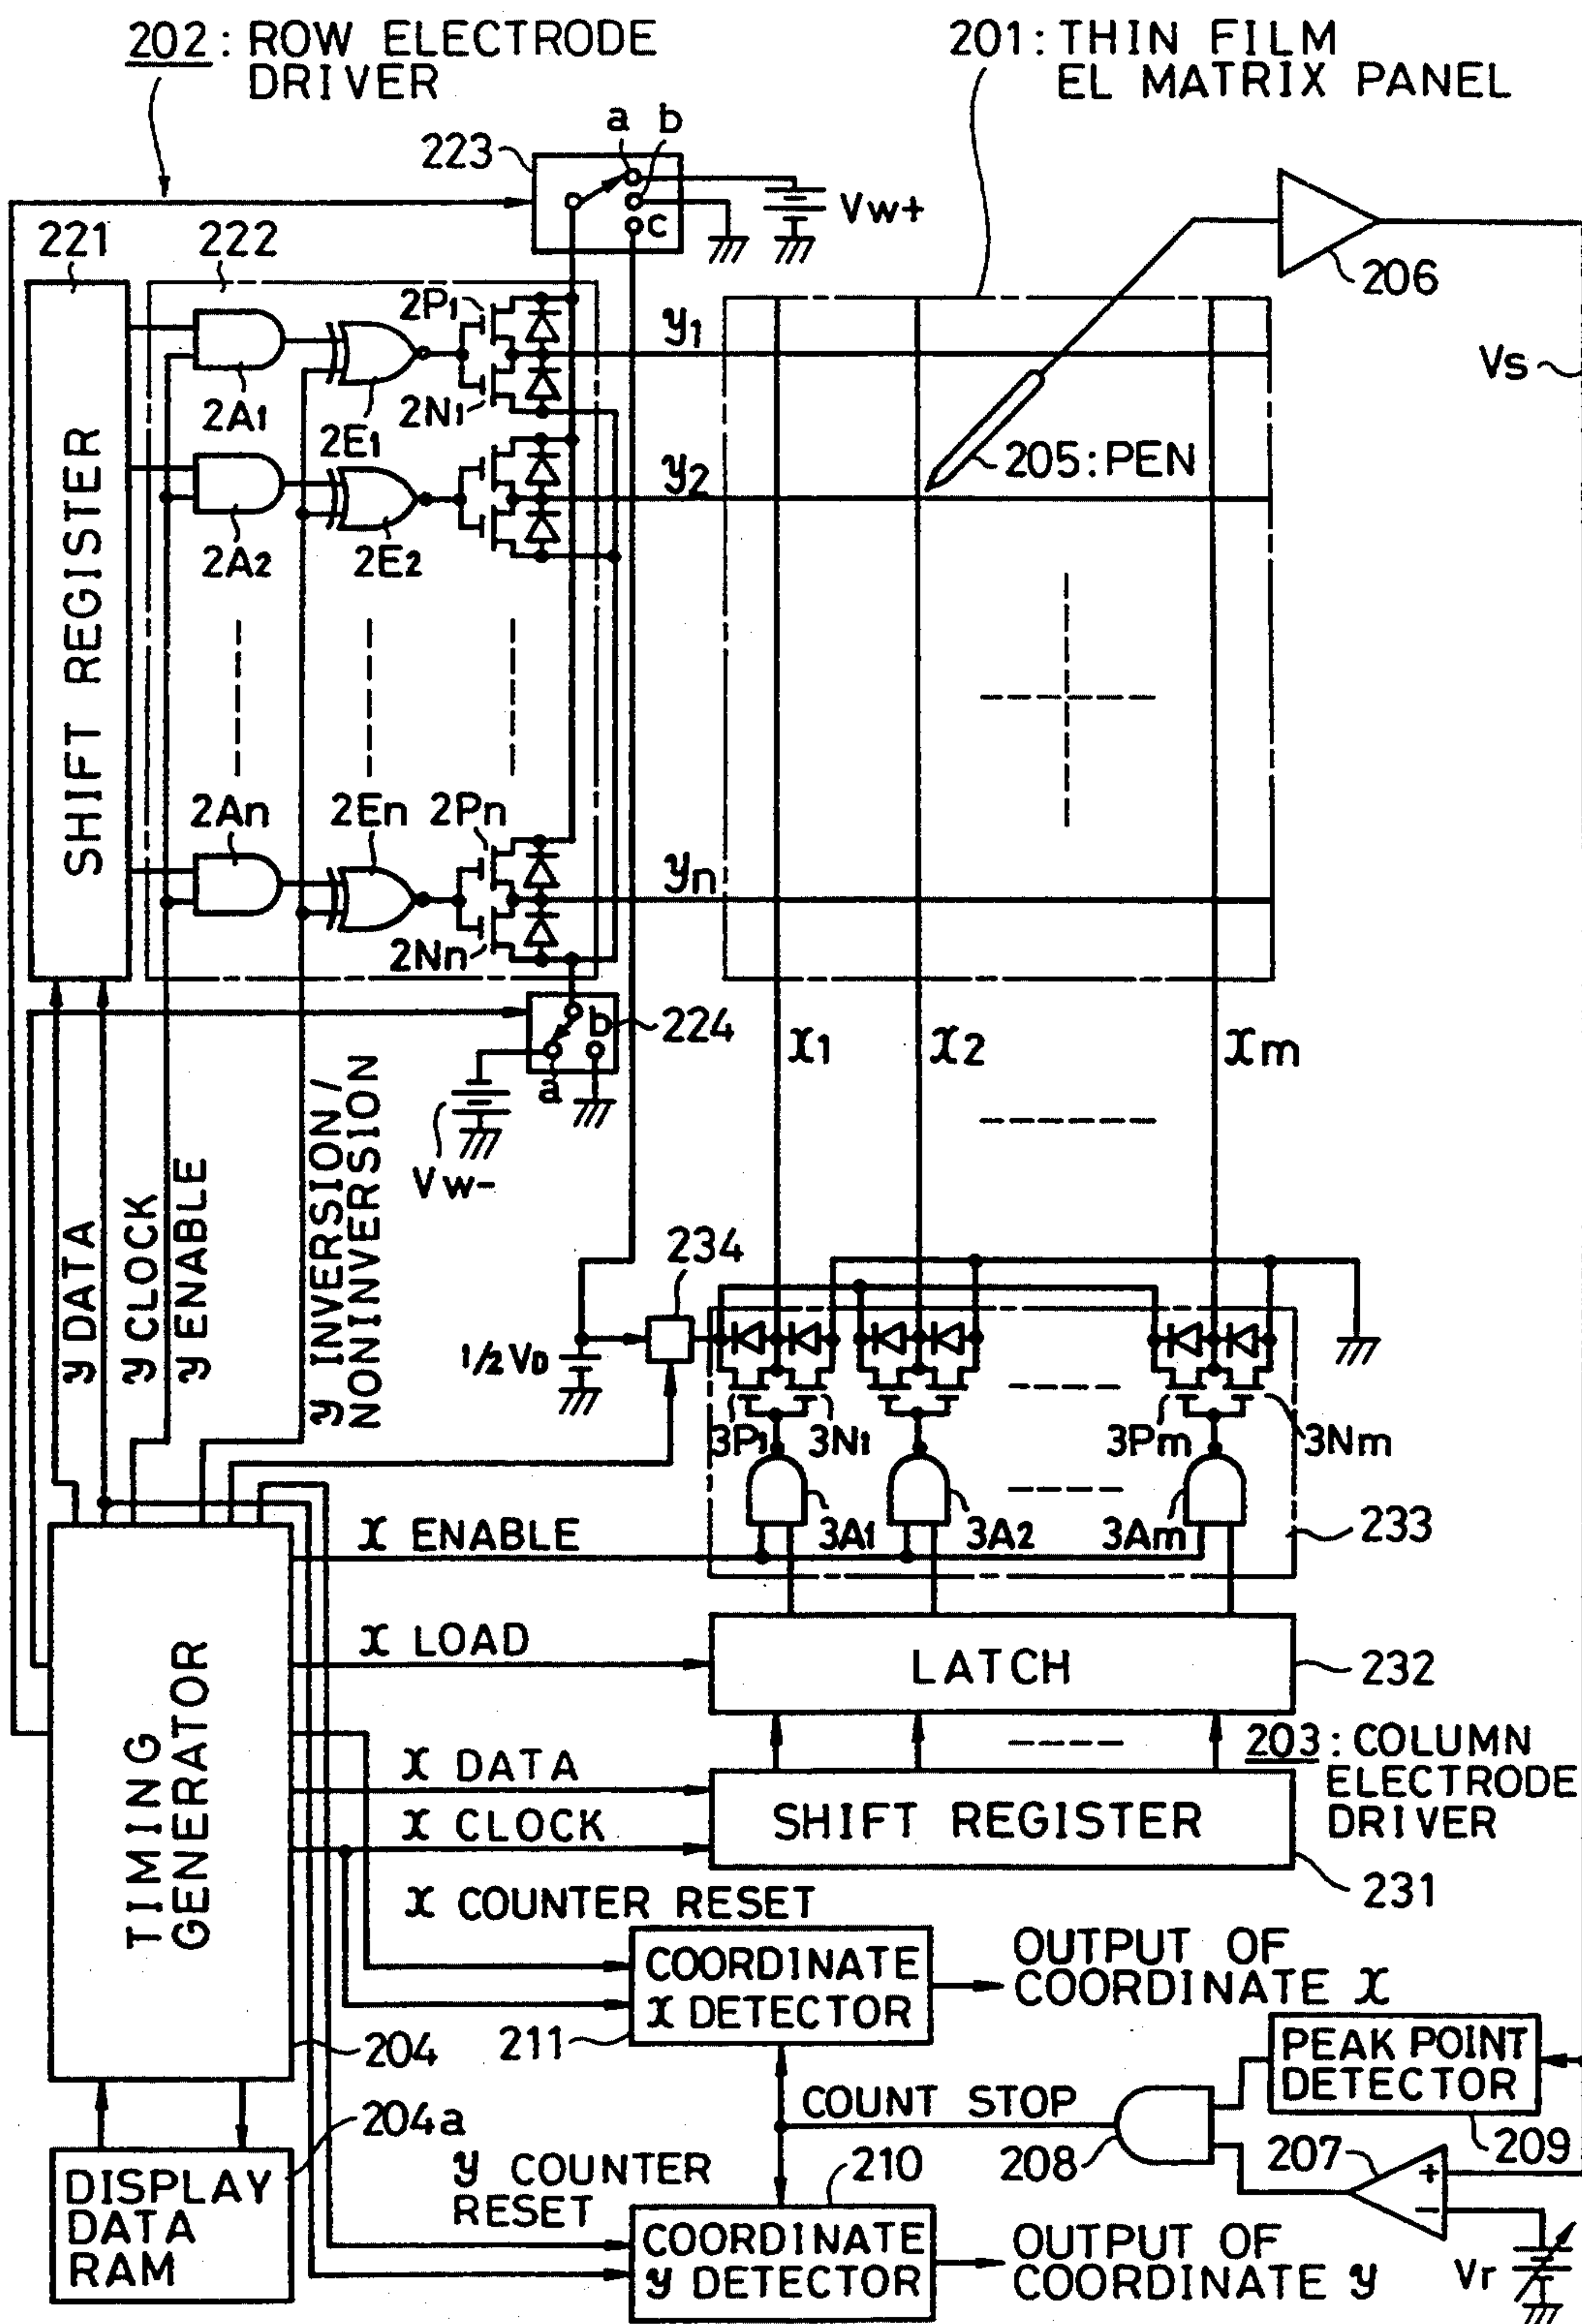 202: ROW ELECTRODE
DRIVER
201: THIN FILM
EL MATRIX PANEL
223
a b
c
Vw+
206
221
222
2P1
y1
Vs
2A1
2E1
2N1
205: PEN
y2
2A2
2E2
SHIFT REGISTER
2An
2En
2Pn
yn
2Nn
b
224
a
Vw-
x1
x2
xm
y DATA
y CLOCK
y ENABLE
y INVERSION/
NONINVERSION
234
1/2 VD
3P1
3N1
3Pm
3Nm
3A1
3A2
3Am
233
x ENABLE
x LOAD
LATCH
232
TIMING
GENERATOR
x DATA
203: COLUMN
ELECTRODE
DRIVER
x CLOCK
SHIFT REGISTER
231
x COUNTER RESET
COORDINATE
x DETECTOR
OUTPUT OF
COORDINATE x
204
211
PEAK POINT
DETECTOR
COUNT STOP
204a
208
207
209
y COUNTER
RESET
210
+
-
DISPLAY
DATA
RAM
COORDINATE
y DETECTOR
OUTPUT OF
COORDINATE y
Vr